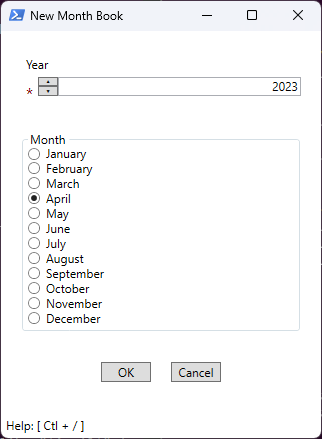 New Month Book
Year
* 2023
Month
January
February
March
April
May
June
July
August
September
October
November
December
OK Cancel
Help: [ Ctl + / ]